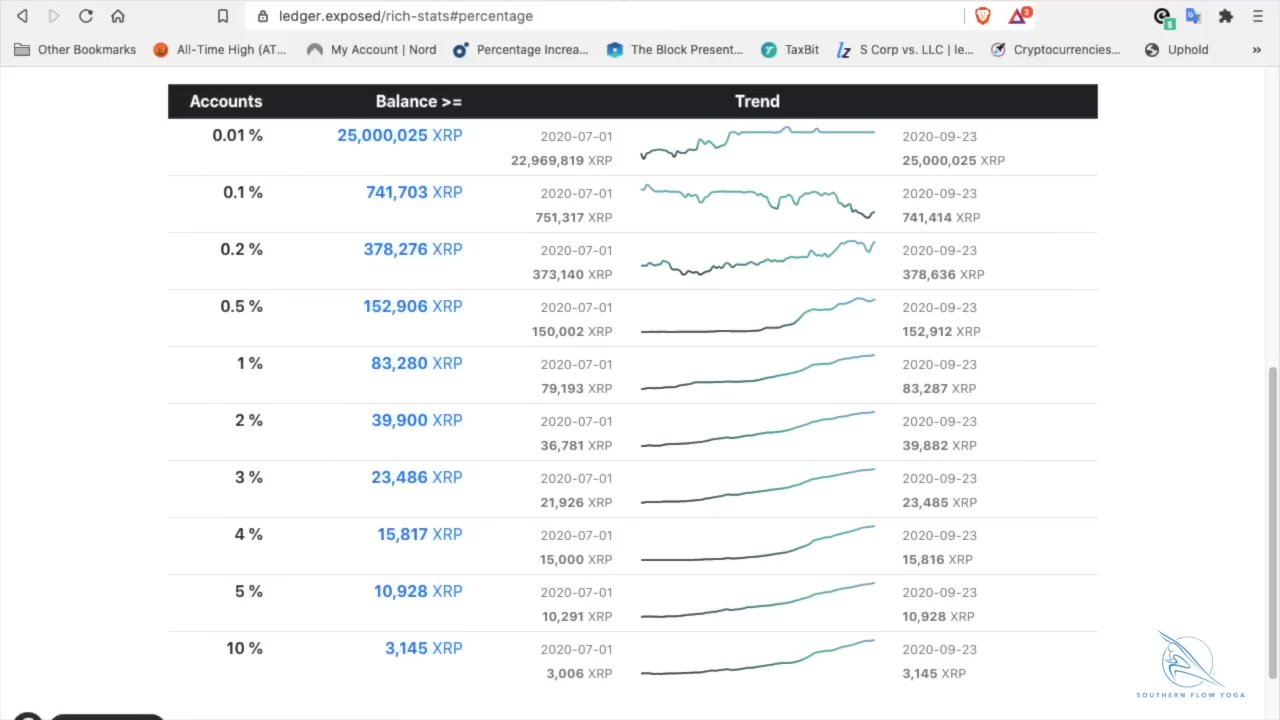 ledger.exposed/rich-stats#percentage
3
$
Other Bookmarks All-Time High (AT... My Account | Nord Percentage Increa... The Block Present... TaxBit lz S Corp vs. LLC | le... Cryptocurrencies... Uphold »
Accounts Balance >= Trend
0.01 % 25,000,025 XRP 2020-07-01 2020-09-23
22,969,819 XRP 25,000,025 XRP
0.1 % 741,703 XRP 2020-07-01 2020-09-23
751,317 XRP 741,414 XRP
0.2 % 378,276 XRP 2020-07-01 2020-09-23
373,140 XRP 378,636 XRP
0.5 % 152,906 XRP 2020-07-01 2020-09-23
150,002 XRP 152,912 XRP
1 % 83,280 XRP 2020-07-01 2020-09-23
79,193 XRP 83,287 XRP
2 % 39,900 XRP 2020-07-01 2020-09-23
36,781 XRP 39,882 XRP
3 % 23,486 XRP 2020-07-01 2020-09-23
21,926 XRP 23,485 XRP
4 % 15,817 XRP 2020-07-01 2020-09-23
15,000 XRP 15,816 XRP
5 % 10,928 XRP 2020-07-01 2020-09-23
10,291 XRP 10,928 XRP
10 % 3,145 XRP 2020-07-01 2020-09-23
3,006 XRP 3,145 XRP
SOUTHERN FLOW YOGA